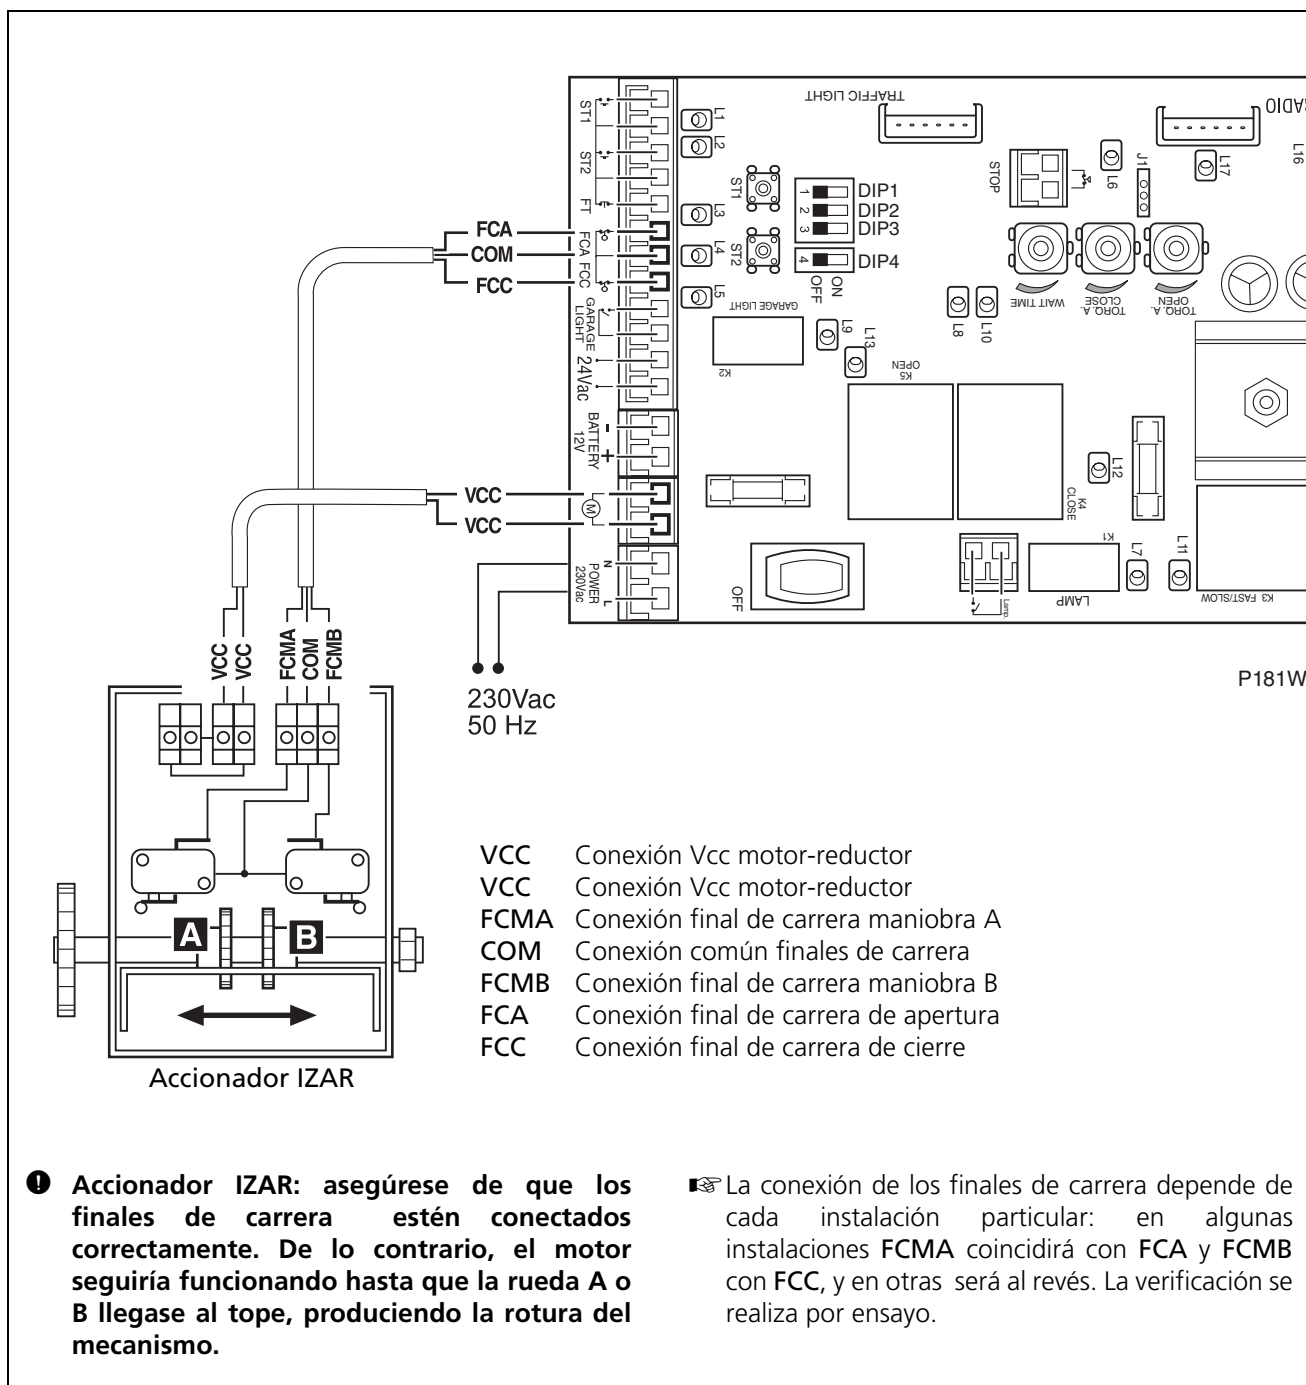 TRAFFIC LIGHT
RADIO
ST1
ST2
FT
FCA FCC
GARAGE
LIGHT
24Vac
BATTERY
12V
-
+
M
POWER
230Vac
N
L
L1
L2
L3
L4
L5
ST1
ST2
1
2
3
4
DIP1
DIP2
DIP3
DIP4
OFF
ON
STOP
L6
J1
L17
L16
WAIT TIME
TORQ.A
CLOSE
TORQ.A
OPEN
GARAGE LIGHT
K2
L9
L13
L8
L10
OPEN
K5
K4
CLOSE
L12
OFF
Lamp.
K1
LAMP
L7
L11
K3 FAST/SLOW
FCA
COM
FCC
VCC
VCC
VCC
VCC
FCMA
COM
FCMB
230Vac
50 Hz
P181W
A
B
Accionador IZAR
VCC Conexión Vcc motor-reductor
VCC Conexión Vcc motor-reductor
FCMA Conexión final de carrera maniobra A
COM Conexión común finales de carrera
FCMB Conexión final de carrera maniobra B
FCA Conexión final de carrera de apertura
FCC Conexión final de carrera de cierre
Accionador IZAR: asegúrese de que los
finales de carrera estén conectados
correctamente. De lo contrario, el motor
seguiría funcionando hasta que la rueda A o
B llegase al tope, produciendo la rotura del
mecanismo.
La conexión de los finales de carrera depende de
cada instalación particular: en algunas
instalaciones FCMA coincidirá con FCA y FCMB
con FCC, y en otras será al revés. La verificación se
realiza por ensayo.